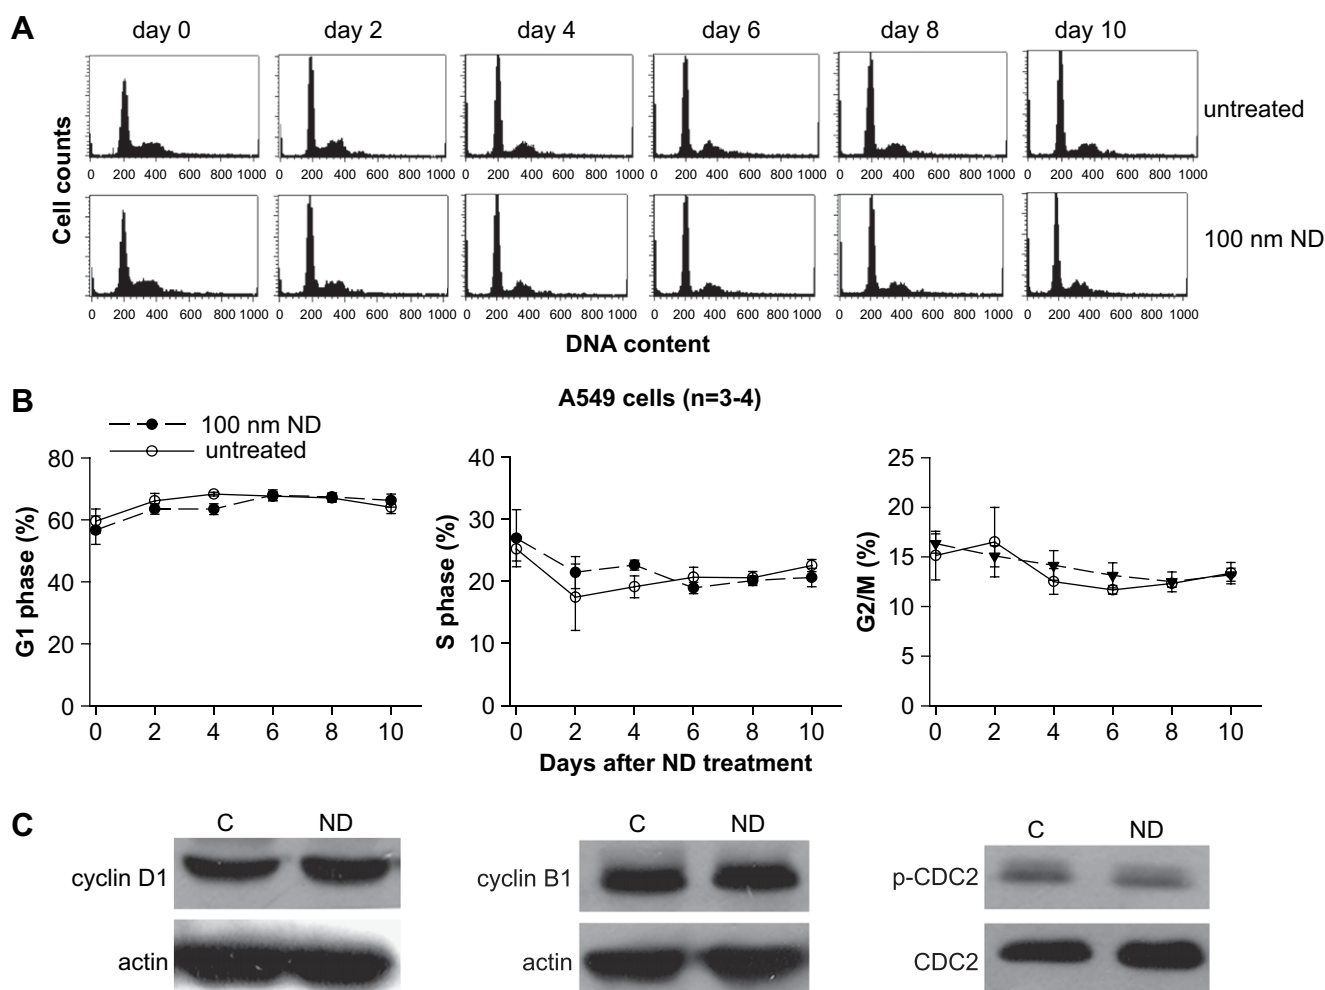 A
day 0 day 2 day 4 day 6 day 8 day 10
Cell counts
untreated
0 200 400 600 800 1000 0 200 400 600 800 1000 0 200 400 600 800 1000 0 200 400 600 800 1000 0 200 400 600 800 1000 0 200 400 600 800 1000
100 nm ND
0 200 400 600 800 1000 0 200 400 600 800 1000 0 200 400 600 800 1000 0 200 400 600 800 1000 0 200 400 600 800 1000 0 200 400 600 800 1000
DNA content
B
A549 cells (n=3-4)
100 nm ND
untreated
G1 phase (%)
80
60
40
20
0
0 2 4 6 8 10
S phase (%)
40
30
20
10
0
0 2 4 6 8 10
G2/M (%)
25
20
15
10
5
0
0 2 4 6 8 10
Days after ND treatment
C
C ND
cyclin D1
actin
C ND
cyclin B1
actin
C ND
p-CDC2
CDC2